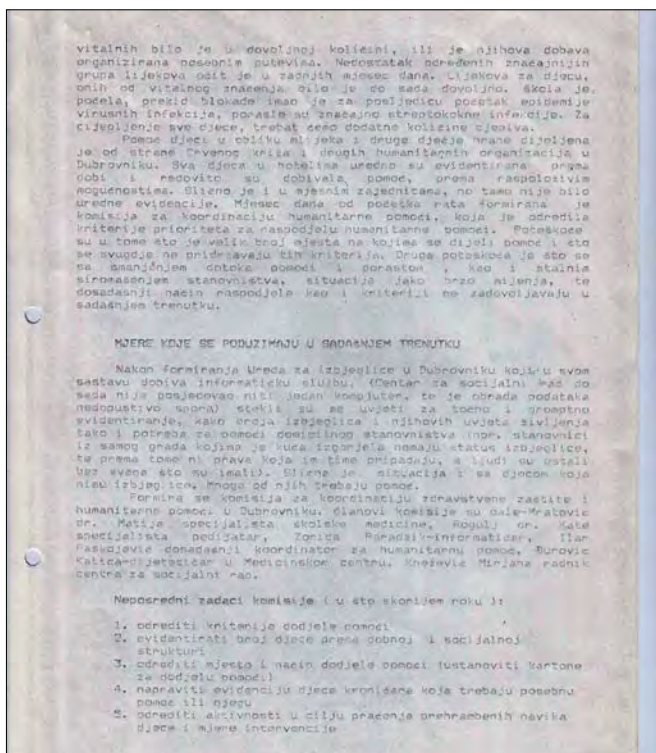 vitalnih bilo je u dovoljnoj količini, ili je njihova dobava
organizirana posebnim putevima. Nedostatak određenih značajnijih
grupa lijekova osjeti je u zadnjih mjesec dana. Lijekova za djecu,
onih od vitalnog značenja bilo je do sada dovoljno. Škola je
počela, prekid blokade imao je za posljedicu početak epidemije
virusnih infekcija, porasle su značajno streptokokne infekcije. Za
cijepljenje sve djece, trebat ćemo dodatne količine cjepiva.
Pomoć djeci u obliku mlijeka i druge dječje hrane dijeljena
je od strane Crvenog križa i drugih humanitarnih organizacija u
Dubrovniku. Sva djeca u hotelima uredno su evidentirana prema
dobi i redovito su dobivala pomoć, prema raspoloživim
mogućnostima. Slično je i u mjesnim zajednicama, no tamo nije bilo
uredne evidencije. Mjesec dana od početka rata formirana je
komisija za koordinaciju humanitarne pomoći, koja je odredila
kriterije prioriteta za raspodjelu humanitarne pomoći. Poteškoće
su u tome što je velik broj mjesta na kojima se dijeli pomoć i što
se svugdje ne pridržavaju tih kriterija. Druga poteškoća je što se
sa smanjenjem dotoka pomoći i porastom , kao i stalnim
siromašenjem stanovništva, situacija jako brzo mijenja, te
dosadašnji način raspodjele kao i kriteriji ne zadovoljavaju u
sadašnjem trenutku.
MJERE KOJE SE PODUZIMAJU U SADAŠNJEM TRENUTKU
Nakon formiranja Ureda za izbjeglice u Dubrovniku koji u svom
sastavu dobiva informatičku službu, (Centar za socijalni rad do
sada nije posjedovao niti jedan kompjuter, te je obrada podataka
nedopustivo spora) stekli su se uvjeti za točno i promptno
evidentiranje, kako broja izbjeglica i njihovih uvjeta življenja
tako i potreba za pomoći domicilnog stanovništva (npr. stanovnici
iz samog grada kojima je kuća izgorjela nemaju status izbjeglice,
te prema tome ni prava koja im time pripadaju, a ljudi su ostali
bez svega što su imali). Slična je situacija i sa djecom koja
nisu izbjeglice. Mnoga od njih trebaju pomoć.
Formira se komisija za koordinaciju zdravstvene zaštite i
humanitarne pomoći u Dubrovniku. Članovi komisije su Cale-Mratović
dr. Matija specijalista školske medicine, Rogulj dr. Kate
specijalista pedijatar, Zorica Paradžik-informatičar,
Paskojević donadašnji koordinator za humanitarnu pomoć, Đurović
Katica-dijetetičar u Medicinskom centru, Knežević Mirjana radnik
centra za socijalni rad.
Neposredni zadaci komisije ( u što skorijem roku ):
1. odrediti kriterije dodjele pomoći
2. evidentirati broj djece prema dobnoj i socijalnoj
strukturi
3. odrediti mjesto i način dodjele pomoći (ustanoviti kartone
za dodjelu pomoći)
4. napraviti evidenciju djece kroničara koja trebaju posebnu
pomoć ili njegu
5. odrediti aktivnosti u cilju praćenja prehrambenih navika
djece i mjere intervencije